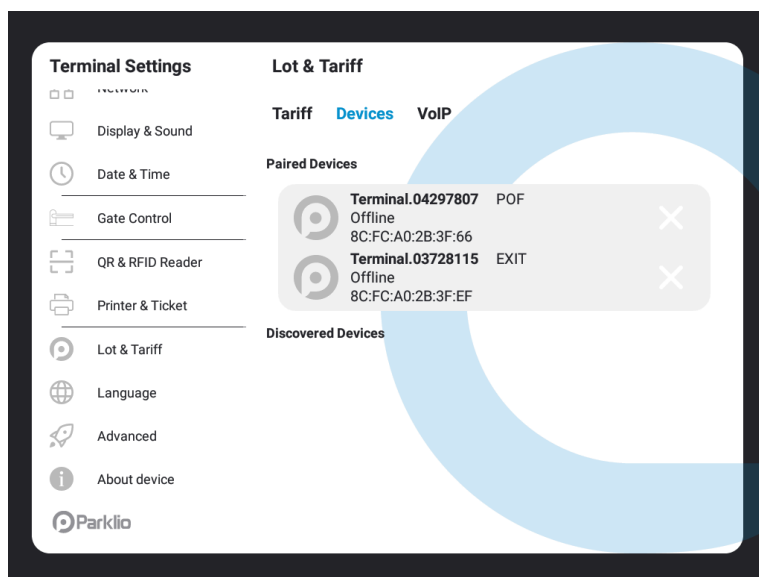 Terminal Settings
Network
Display & Sound
Date & Time
Gate Control
QR & RFID Reader
Printer & Ticket
Lot & Tariff
Language
Advanced
About device
Parklio
Lot & Tariff
Tariff Devices VoIP
Paired Devices
Terminal.04297807 POF
Offline
8C:FC:A0:2B:3F:66
Terminal.03728115 EXIT
Offline
8C:FC:A0:2B:3F:EF
Discovered Devices